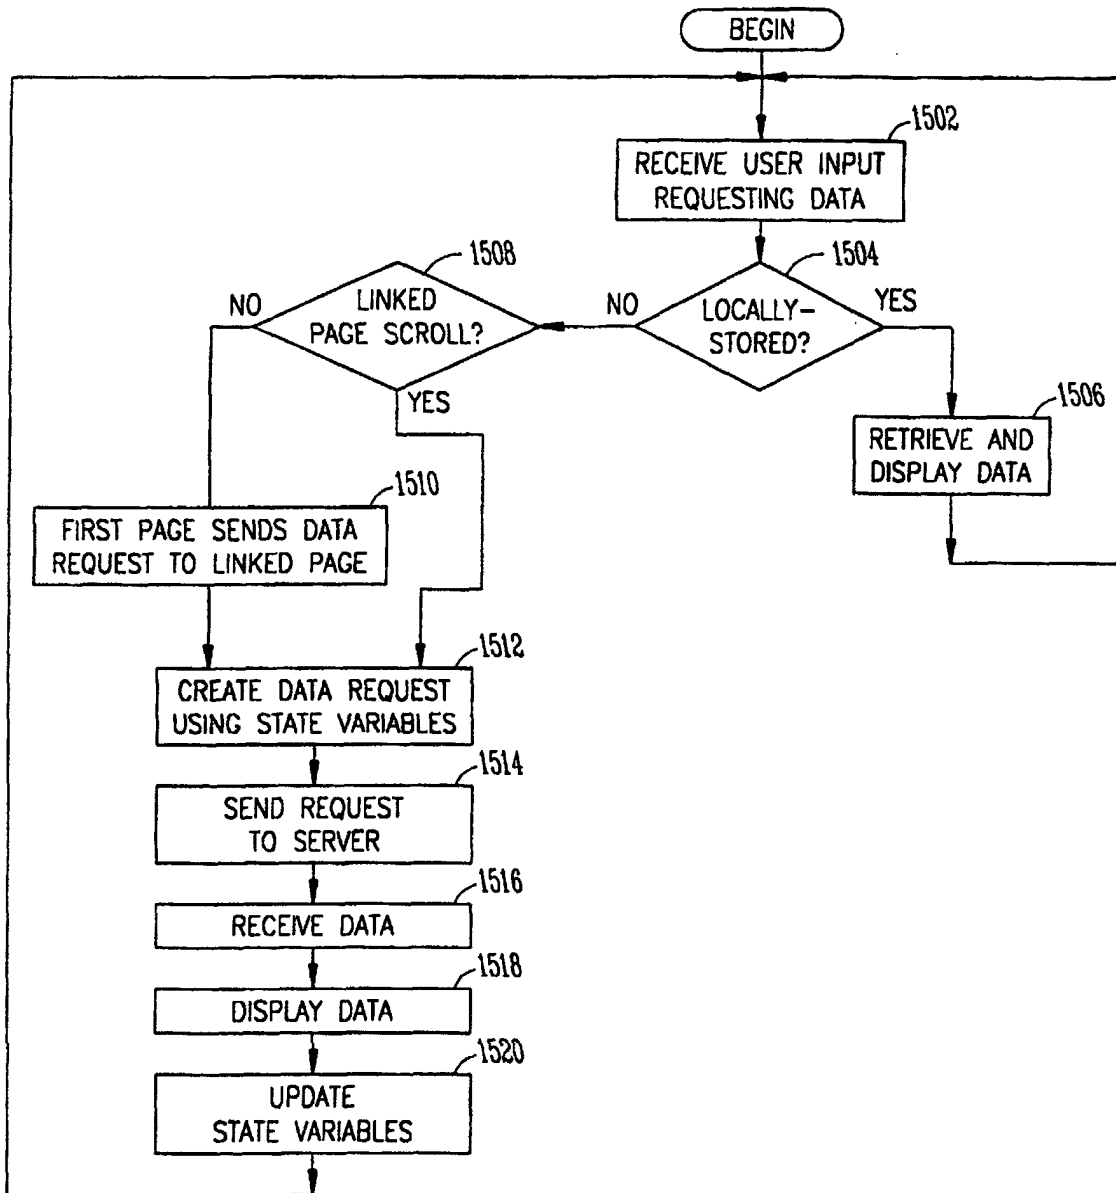 BEGIN
1502
RECEIVE USER INPUT
REQUESTING DATA
1504
LOCALLY-
STORED?
NO
YES
1508
LINKED
PAGE SCROLL?
NO
YES
1506
RETRIEVE AND
DISPLAY DATA
1510
FIRST PAGE SENDS DATA
REQUEST TO LINKED PAGE
1512
CREATE DATA REQUEST
USING STATE VARIABLES
1514
SEND REQUEST
TO SERVER
1516
RECEIVE DATA
1518
DISPLAY DATA
1520
UPDATE
STATE VARIABLES